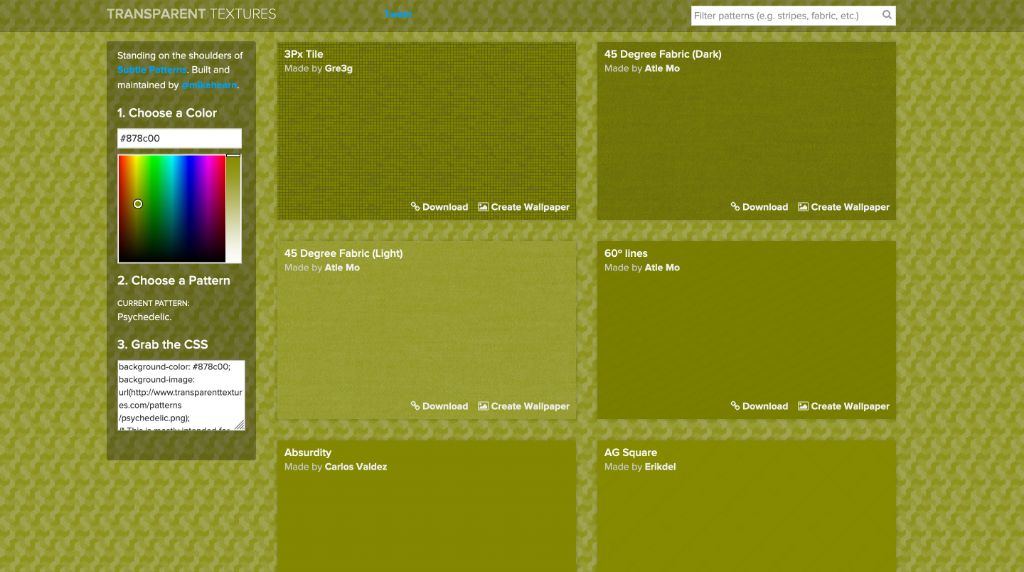 TRANSPARENT TEXTURES
Tweet
Filter patterns (e.g. stripes, fabric, etc.)
Standing on the shoulders of
Subtle Patterns. Built and
maintained by @mikehearn.
1. Choose a Color
#878c00
2. Choose a Pattern
CURRENT PATTERN:
Psychedelic.
3. Grab the CSS
background-color: #878c00;
background-image:
url(http://www.transparenttextur
es.com/patterns
/psychedelic.png);
/* This is mostly intended for
3Px Tile
Made by Gre3g
Download Create Wallpaper
45 Degree Fabric (Dark)
Made by Atle Mo
Download Create Wallpaper
45 Degree Fabric (Light)
Made by Atle Mo
Download Create Wallpaper
60º lines
Made by Atle Mo
Download Create Wallpaper
Absurdity
Made by Carlos Valdez
AG Square
Made by Erikdel